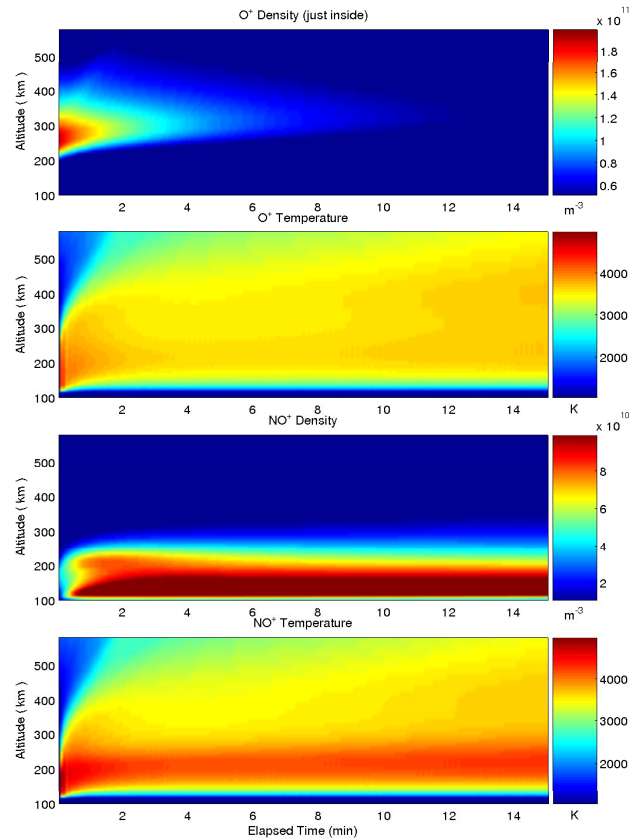 O⁺ Density (just inside)
x 10¹¹
Altitude ( km )
500
400
300
200
100
2 4 6 8 10 12 14
1.8
1.6
1.4
1.2
1
0.8
0.6
m⁻³
O⁺ Temperature
Altitude ( km )
500
400
300
200
100
2 4 6 8 10 12 14
4000
3000
2000
K
NO⁺ Density
x 10¹⁰
Altitude ( km )
500
400
300
200
100
2 4 6 8 10 12 14
8
6
4
2
m⁻³
NO⁺ Temperature
Altitude ( km )
500
400
300
200
100
2 4 6 8 10 12 14
4000
3000
2000
K
Elapsed Time (min)